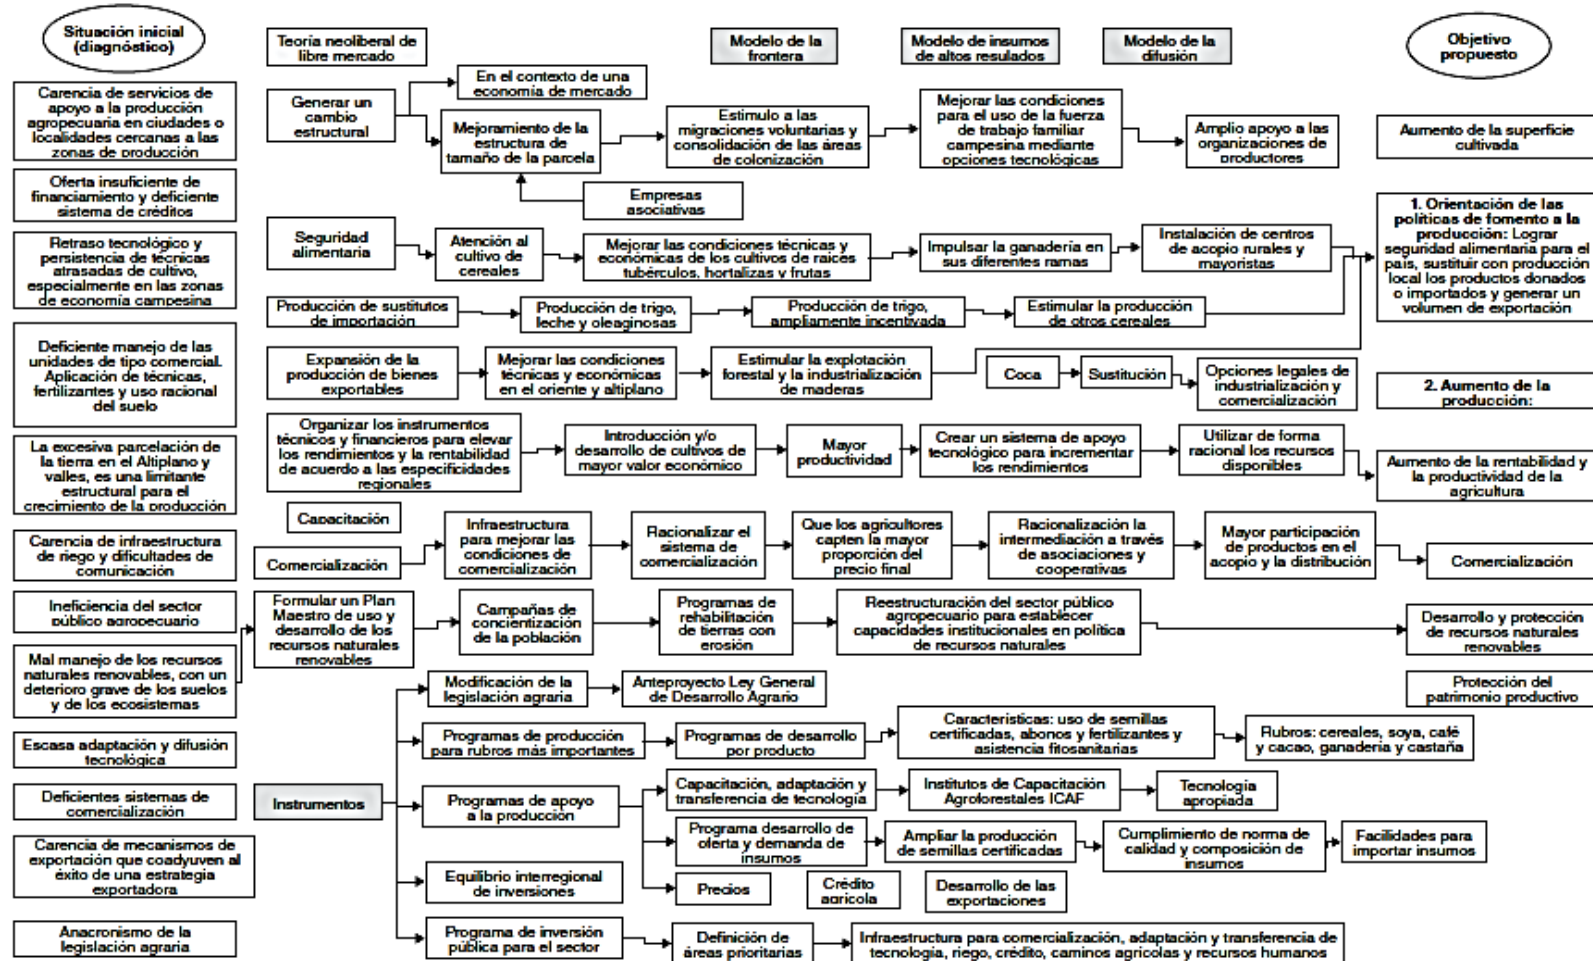 Situación inicial
(diagnóstico)
Teoría neoliberal de
libre mercado
Modelo de la
frontera
Modelo de insumos
de altos resulados
Modelo de la
difusión
Objetivo
propuesto
Carencia de servicios de
apoyo a la producción
agropecuaria en ciudades o
localidades cercanas a las
zonas de producción
Generar un
cambio
estructural
En el contexto de una
economía de mercado
Mejoramiento de la
estructura de
tamaño de la parcela
Estimulo a las
migraciones voluntarias y
consolidación de las áreas
de colonización
Mejorar las condiciones
para el uso de la fuerza
de trabajo familiar
campesina mediante
opciones tecnológicas
Amplio apoyo a las
organizaciones de
productores
Aumento de la superficie
cultivada
Oferta insuficiente de
financiamiento y deficiente
sistema de créditos
Empresas
asociativas
Retraso tecnológico y
persistencia de técnicas
atrasadas de cultivo,
especialmente en las zonas
de economía campesina
Seguridad
alimentaria
Atención al
cultivo de
cereales
Mejorar las condiciones técnicas y
económicas de los cultivos de raíces
tubérculos, hortalizas y frutas
Impulsar la ganadería en
sus diferentes ramas
Instalación de centros
de acopio rurales y
mayoristas
1. Orientación de las
políticas de fomento a la
producción: Lograr
seguridad alimentaria para el
país, sustituir con producción
local los productos donados
o importados y generar un
volumen de exportación
Producción de sustitutos
de importación
Producción de trigo,
leche y oleaginosas
Producción de trigo,
ampliamente incentivada
Estimular la producción
de otros cereales
Deficiente manejo de las
unidades de tipo comercial.
Aplicación de técnicas,
fertilizantes y uso racional
del suelo
Expansión de la
producción de bienes
exportables
Mejorar las condiciones
técnicas y económicas
en el oriente y altiplano
Estimular la explotación
forestal y la industrialización
de maderas
Coca
Sustitución
Opciones legales de
industrialización y
comercialización
2. Aumento de la
producción:
La excesiva parcelación de
la tierra en el Altiplano y
valles, es una limitante
estructural para el
crecimiento de la producción
Organizar los instrumentos
técnicos y financieros para elevar
los rendimientos y la rentabilidad
de acuerdo a las especificidades
regionales
Introducción y/o
desarrollo de cultivos de
mayor valor económico
Mayor
productividad
Crear un sistema de apoyo
tecnológico para incrementar
los rendimientos
Utilizar de forma
racional los recursos
disponibles
Aumento de la rentabilidad y
la productividad de la
agricultura
Capacitación
Carencia de infraestructura
de riego y dificultades de
comunicación
Comercialización
Infraestructura
para mejorar las
condiciones de
comercialización
Racionalizar el
sistema de
comercialización
Que los agricultores
capten la mayor
proporción del
precio final
Racionalización la
intermediación a través
de asociaciones y
cooperativas
Mayor participación
de productos en el
acopio y la distribución
Comercialización
Ineficiencia del sector
público agropecuario
Formular un Plan
Maestro de uso y
desarrollo de los
recursos naturales
renovables
Campañas de
concientización
de la población
Programas de
rehabilitación
de tierras con
erosión
Reestructuración del sector público
agropecuario para establecer
capacidades institucionales en política
de recursos naturales
Desarrollo y protección
de recursos naturales
renovables
Mal manejo de los recursos
naturales renovables, con un
deterioro grave de los suelos
y de los ecosistemas
Modificación de la
legislación agraria
Anteproyecto Ley General
de Desarrollo Agrario
Protección del
patrimonio productivo
Escasa adaptación y difusión
tecnológica
Programas de producción
para rubros más importantes
Programas de desarrollo
por producto
Características: uso de semillas
certificadas, abonos y fertilizantes y
asistencia fitosanitarias
Rubros: cereales, soya, café
y cacao, ganadería y castaña
Deficientes sistemas de
comercialización
Instrumentos
Programas de apoyo
a la producción
Capacitación, adaptación y
transferencia de tecnología
Institutos de Capacitación
Agroforestales ICAF
Tecnología
apropiada
Carencia de mecanismos de
exportación que coadyuven al
éxito de una estrategia
exportadora
Programa desarrollo de
oferta y demanda de
insumos
Ampliar la producción
de semillas certificadas
Cumplimiento de norma de
calidad y composición de
insumos
Facilidades para
importar insumos
Equilibrio interregional
de inversiones
Precios
Crédito
agrícola
Desarrollo de las
exportaciones
Anacronismo de la
legislación agraria
Programa de inversión
pública para el sector
Definición de
áreas prioritarias
Infraestructura para comercialización, adaptación y transferencia de
tecnología, riego, crédito, caminos agrícolas y recursos humanos